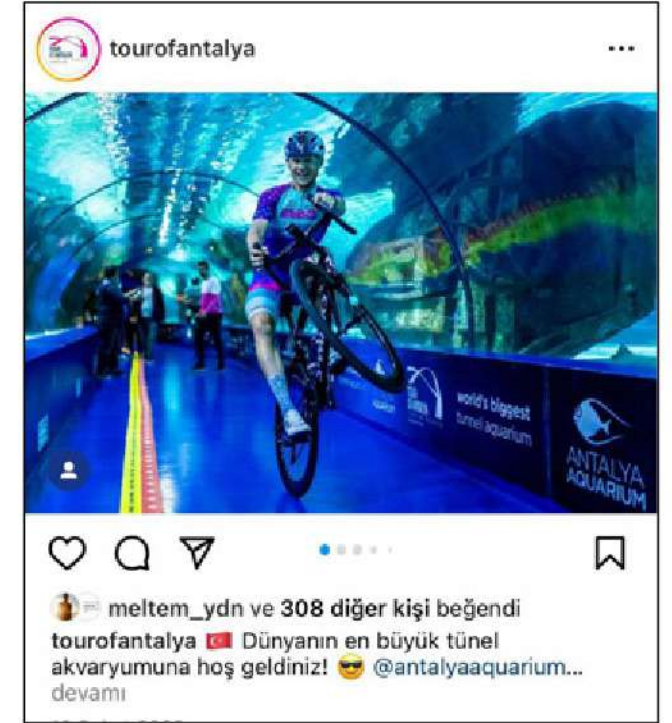 tourofantalya
world's biggest
tunnel aquarium
ANTALYA
AQUARIUM
meltem_ydn ve 308 diğer kişi beğendi
tourofantalya 🇹🇷 Dünyanın en büyük tünel
akvaryumuna hoş geldiniz! 😎 @antalyaaquarium...
devamı